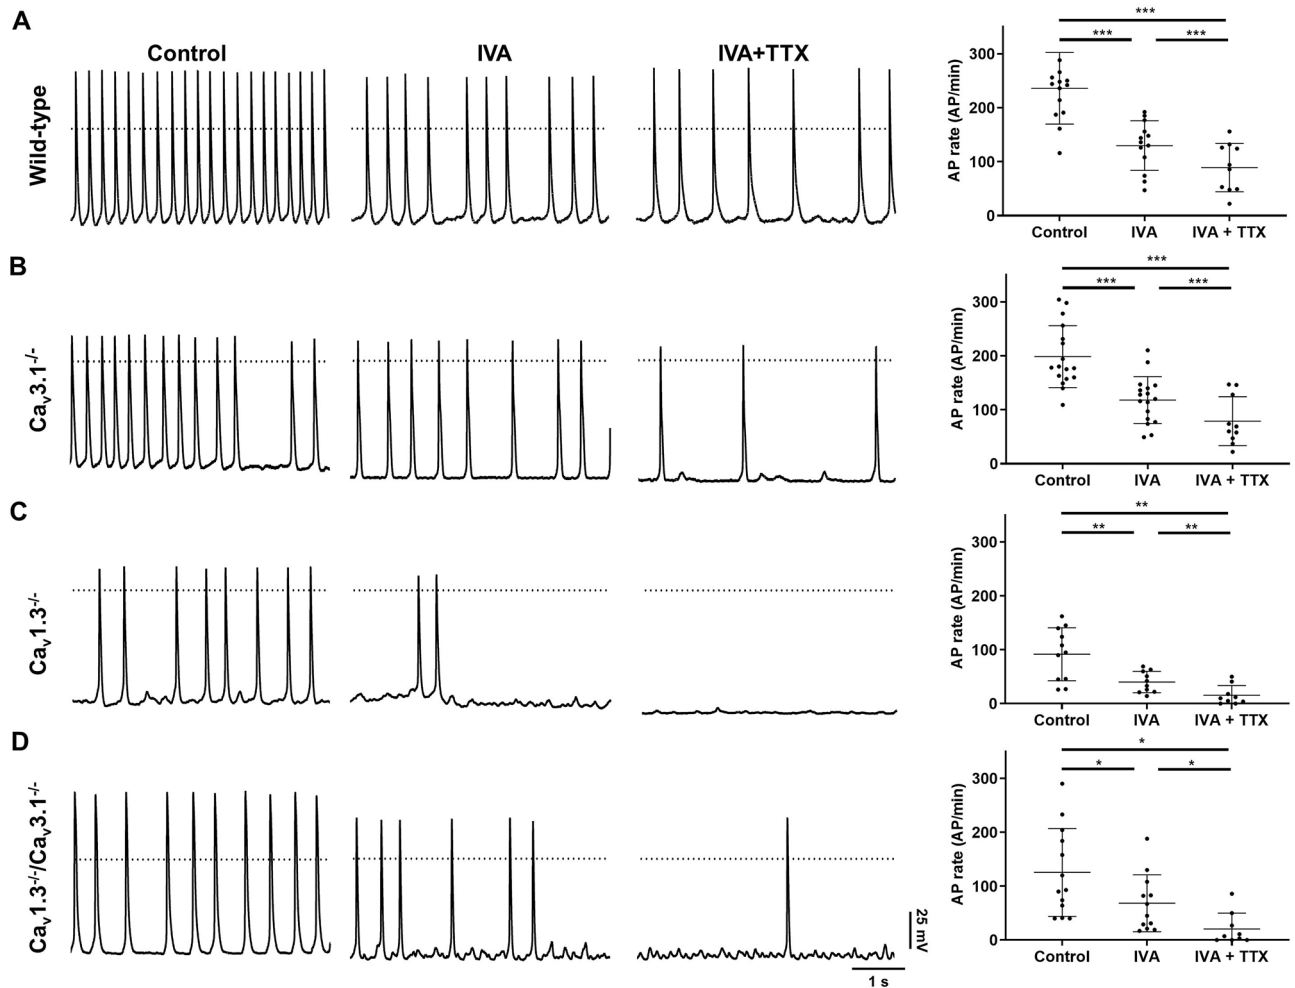 A
Control
IVA
IVA+TTX
Wild-type
***
***
***
AP rate (AP/min)
300
200
100
0
Control
IVA
IVA + TTX
B
Cav3.1-/-
***
***
***
AP rate (AP/min)
300
200
100
0
Control
IVA
IVA + TTX
C
Cav1.3-/-
**
**
**
AP rate (AP/min)
300
200
100
0
Control
IVA
IVA + TTX
D
Cav1.3-/-/Cav3.1-/-
25 mV
1 s
*
*
*
AP rate (AP/min)
300
200
100
0
Control
IVA
IVA + TTX